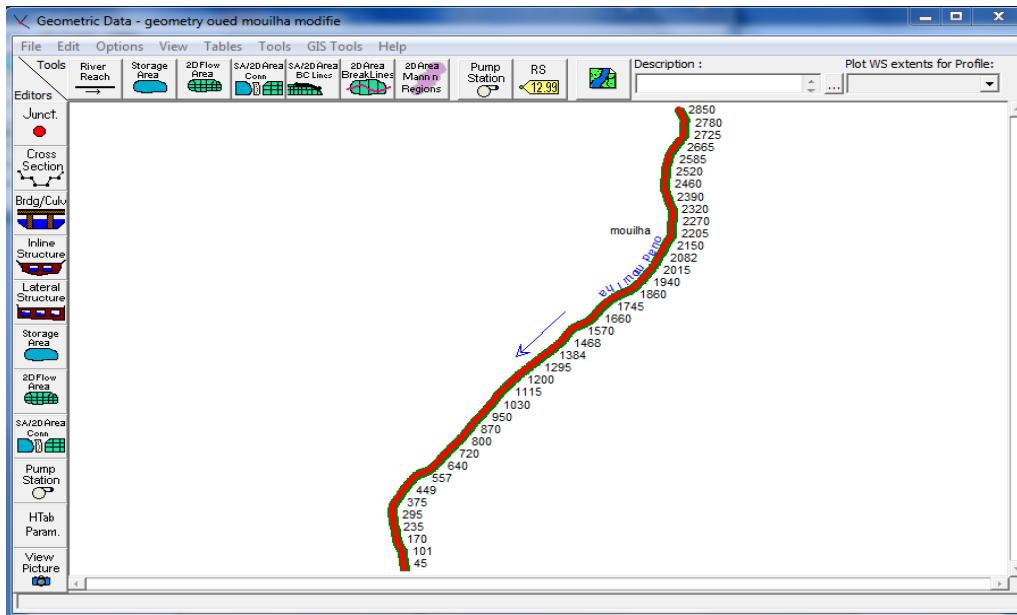 Geometric Data - geometry oued mouilha modifie
File Edit Options View Tables Tools GIS Tools Help
Tools
Editors
River
Reach
Storage
Area
2D Flow
Area
SA/2D Area
Conn
SA/2D Area
BC Lines
2D Area
BreakLines
2D Area
Mann n
Regions
Pump
Station
RS
12.99
Description :
...
Plot WS extents for Profile:
Junct.
Cross
Section
Brdg/Culv
Inline
Structure
Lateral
Structure
Storage
Area
2D Flow
Area
SA/2D Area
Conn
Pump
Station
HTab
Param.
View
Picture
2850
2780
2725
2665
2585
2520
2460
2390
2320
2270
mouilha
2205
2150
2082
2015
1940
1860
oued mouilha
1745
1660
1570
1468
1384
1295
1200
1115
1030
950
870
800
720
640
557
449
375
295
235
170
101
45